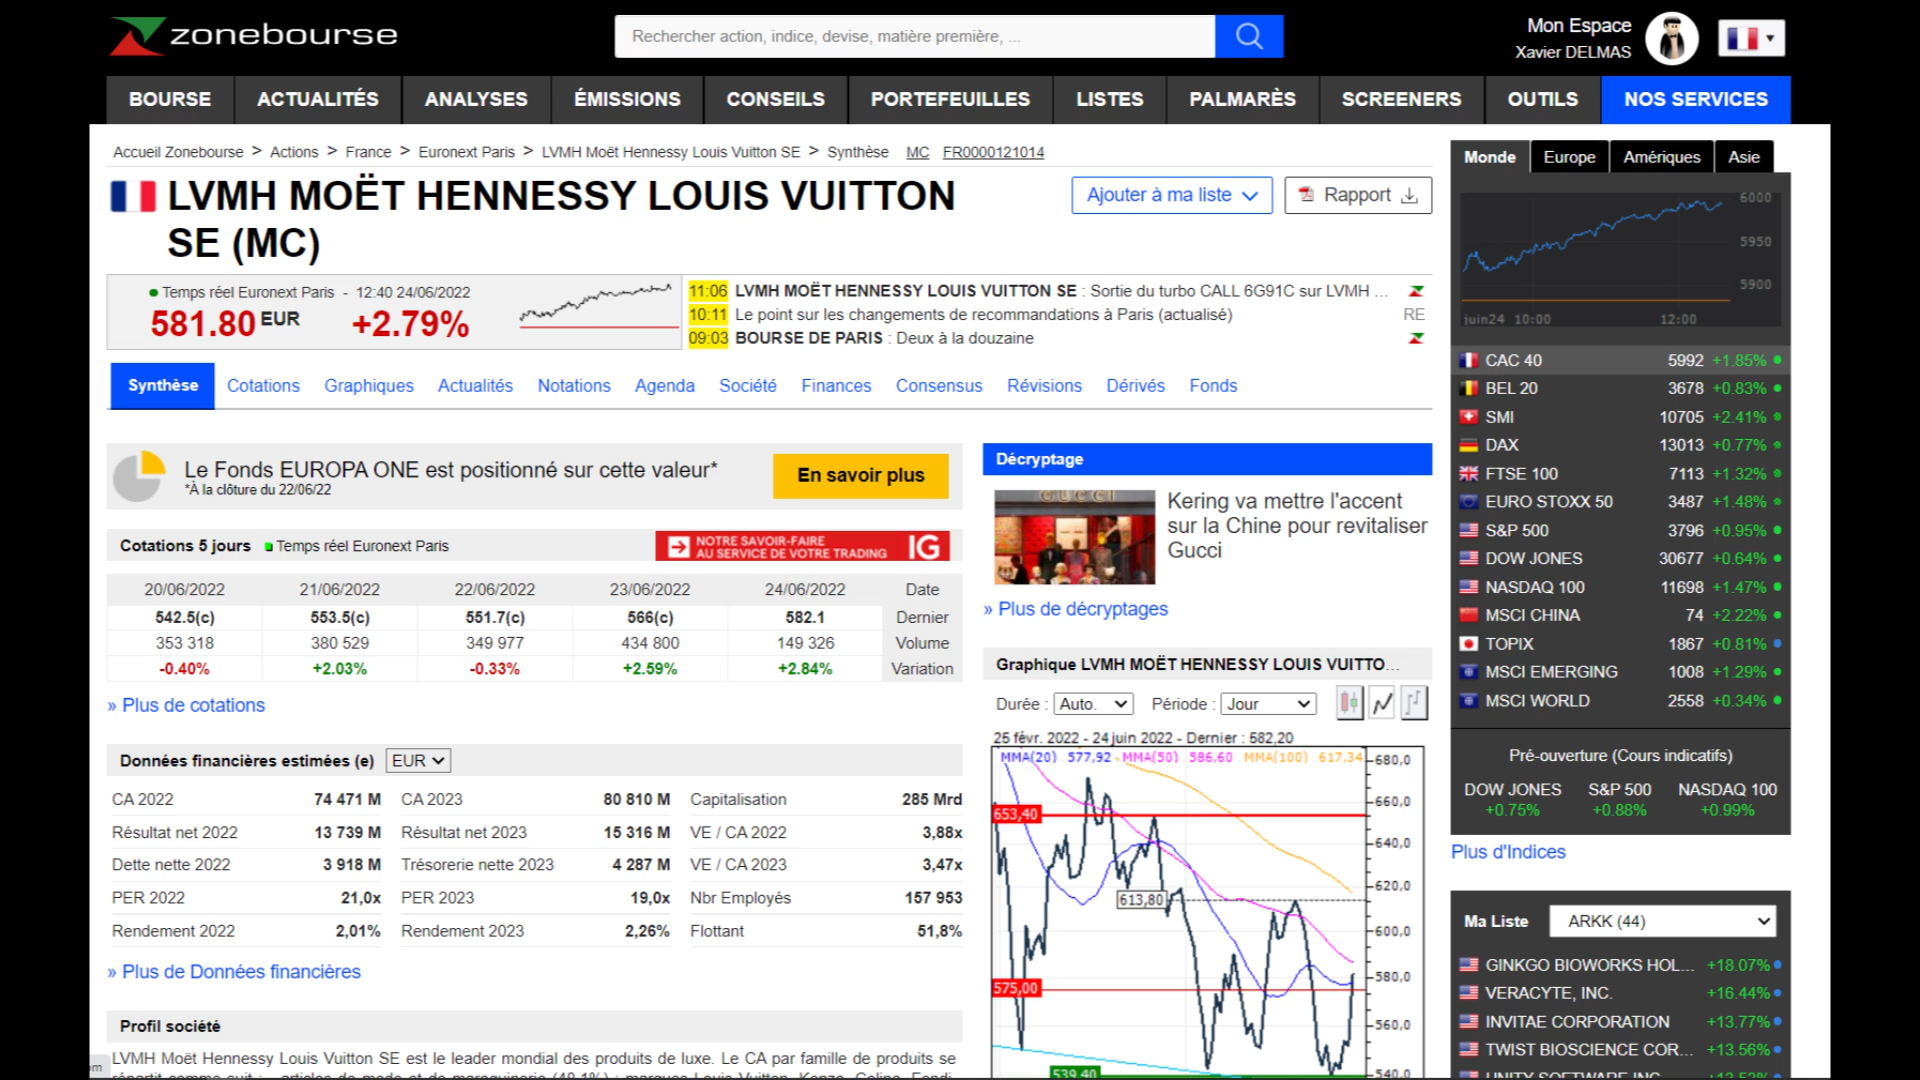 zonebourse
Rechercher action, indice, devise, matière première, ...
Mon Espace
Xavier DELMAS
BOURSE ACTUALITÉS ANALYSES ÉMISSIONS CONSEILS PORTEFEUILLES LISTES PALMARÈS SCREENERS OUTILS NOS SERVICES
Accueil Zonebourse > Actions > France > Euronext Paris > LVMH Moët Hennessy Louis Vuitton SE > Synthèse MC FR0000121014
LVMH MOËT HENNESSY LOUIS VUITTON
SE (MC)
Ajouter à ma liste
Rapport
Temps réel Euronext Paris - 12:40 24/06/2022
581.80 EUR +2.79%
11:06 LVMH MOËT HENNESSY LOUIS VUITTON SE : Sortie du turbo CALL 6G91C sur LVMH ...
10:11 Le point sur les changements de recommandations à Paris (actualisé) RE
09:03 BOURSE DE PARIS : Deux à la douzaine
Synthèse Cotations Graphiques Actualités Notations Agenda Société Finances Consensus Révisions Dérivés Fonds
Le Fonds EUROPA ONE est positionné sur cette valeur*
*À la clôture du 22/06/22
En savoir plus
Cotations 5 jours Temps réel Euronext Paris
NOTRE SAVOIR-FAIRE
AU SERVICE DE VOTRE TRADING
IG
20/06/2022 21/06/2022 22/06/2022 23/06/2022 24/06/2022 Date
542.5(c) 553.5(c) 551.7(c) 566(c) 582.1 Dernier
353 318 380 529 349 977 434 800 149 326 Volume
-0.40% +2.03% -0.33% +2.59% +2.84% Variation
» Plus de cotations
Données financières estimées (e) EUR
CA 2022 74 471 M CA 2023 80 810 M Capitalisation 285 Mrd
Résultat net 2022 13 739 M Résultat net 2023 15 316 M VE / CA 2022 3,88x
Dette nette 2022 3 918 M Trésorerie nette 2023 4 287 M VE / CA 2023 3,47x
PER 2022 21,0x PER 2023 19,0x Nbr Employés 157 953
Rendement 2022 2,01% Rendement 2023 2,26% Flottant 51,8%
» Plus de Données financières
Profil société
LVMH Moët Hennessy Louis Vuitton SE est le leader mondial des produits de luxe. Le CA par famille de produits se
répartit comme suit : - articles de mode et de maroquinerie (48,1%) : marques Louis Vuitton, Kenzo, Celine, Fendi,
Décryptage
GUCCI
Kering va mettre l'accent
sur la Chine pour revitaliser
Gucci
» Plus de décryptages
Graphique LVMH MOËT HENNESSY LOUIS VUITTO...
Durée : Auto. Période : Jour
25 févr. 2022 - 24 juin 2022 - Dernier : 582,20
MMA(20) 577,92 - MMA(50) 586,60 MMA(100) 617,34
680,0
660,0
653,40
640,0
620,0
613,80
600,0
580,0
575,00
560,0
540,0
539,40
Monde Europe Amériques Asie
6000
5950
5900
juin24 10:00 12:00
CAC 40 5992 +1.85%
BEL 20 3678 +0.83%
SMI 10705 +2.41%
DAX 13013 +0.77%
FTSE 100 7113 +1.32%
EURO STOXX 50 3487 +1.48%
S&P 500 3796 +0.95%
DOW JONES 30677 +0.64%
NASDAQ 100 11698 +1.47%
MSCI CHINA 74 +2.22%
TOPIX 1867 +0.81%
MSCI EMERGING 1008 +1.29%
MSCI WORLD 2558 +0.34%
Pré-ouverture (Cours indicatifs)
DOW JONES S&P 500 NASDAQ 100
+0.75% +0.88% +0.99%
Plus d'Indices
Ma Liste ARKK (44)
GINKGO BIOWORKS HOL... +18.07%
VERACYTE, INC. +16.44%
INVITAE CORPORATION +13.77%
TWIST BIOSCIENCE COR... +13.56%
UNITY SOFTWARE INC.